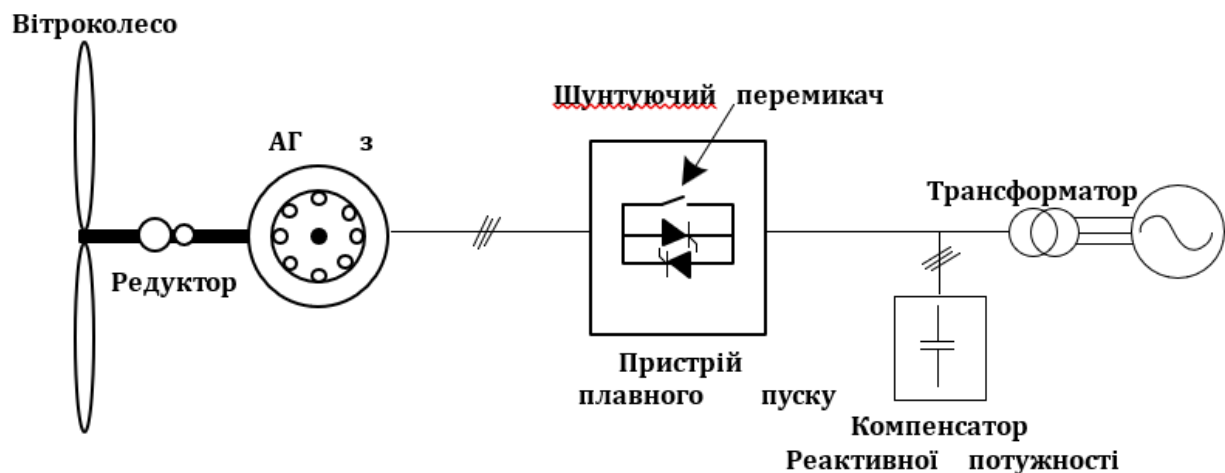 Вітроколесо
Шунтуючий перемикач
АГ з
Трансформатор
Редуктор
Пристрій
плавного пуску
Компенсатор
Реактивної потужності